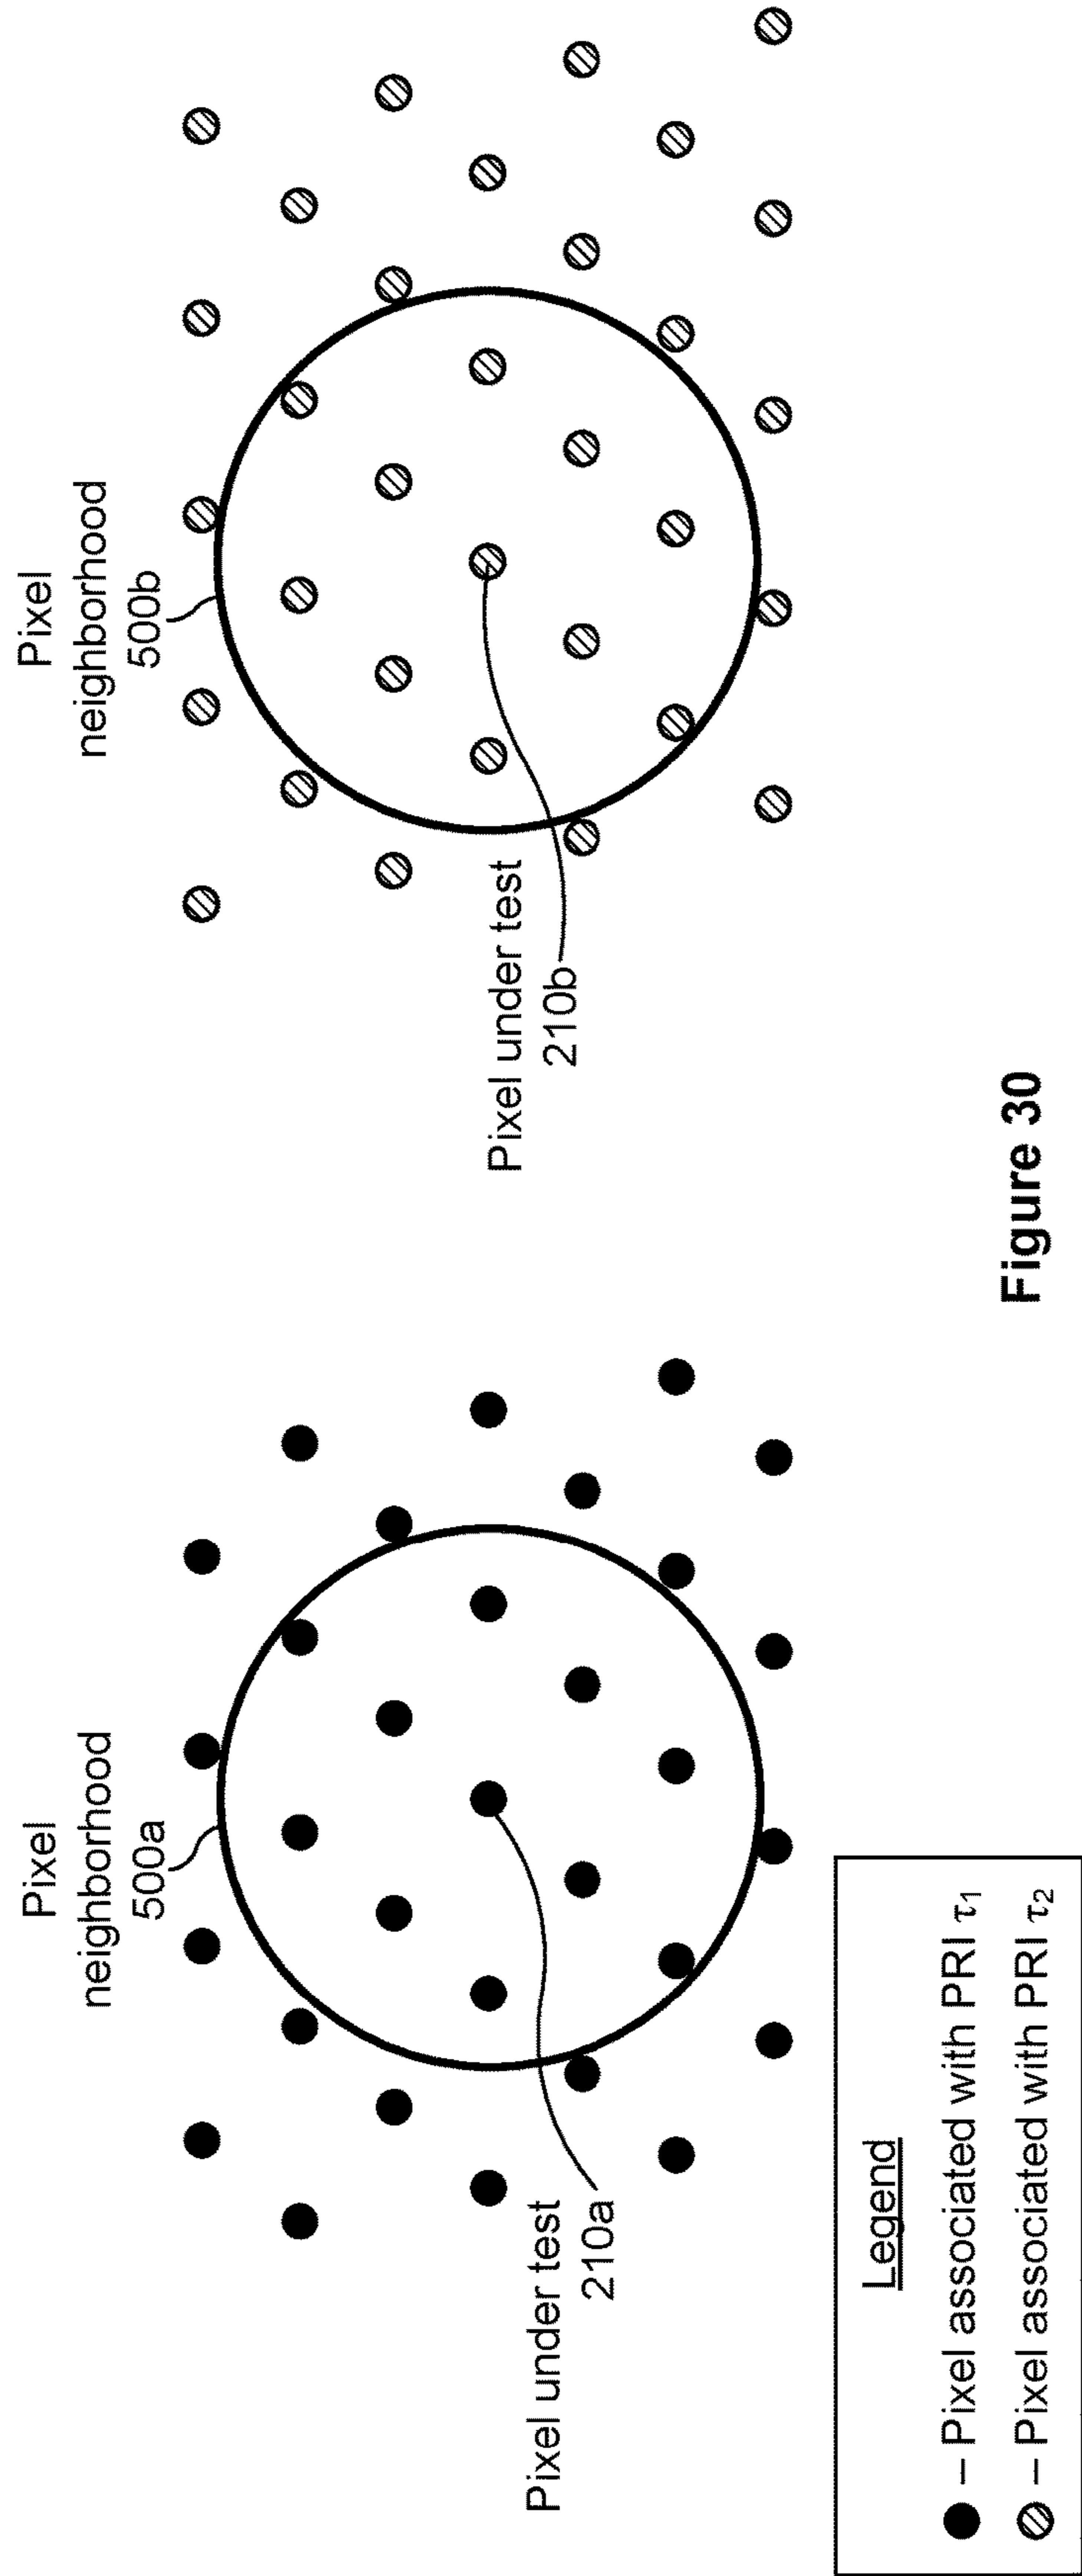 Pixel
neighborhood
500a
Pixel
neighborhood
500b
Pixel under test
210a
Pixel under test
210b
Legend
– Pixel associated with PRI τ₁
– Pixel associated with PRI τ₂
Figure 30